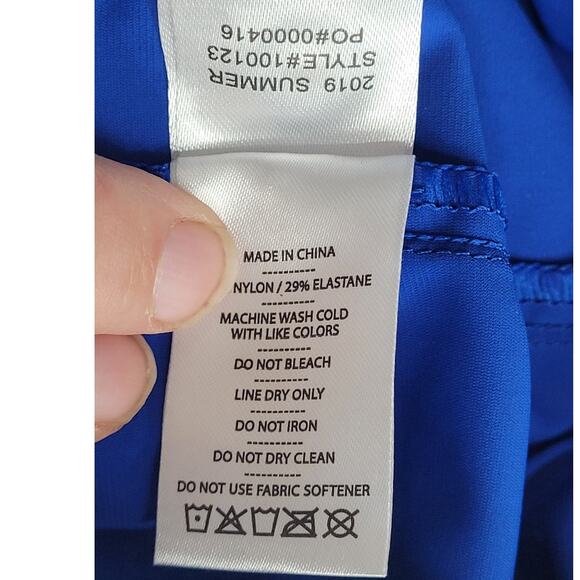 2019 SUMMER
STYLE#100123
PO#0000416
MADE IN CHINA
----------
NYLON / 29% ELASTANE
----------
MACHINE WASH COLD
WITH LIKE COLORS
----------
DO NOT BLEACH
----------
LINE DRY ONLY
----------
DO NOT IRON
----------
DO NOT DRY CLEAN
----------
DO NOT USE FABRIC SOFTENER